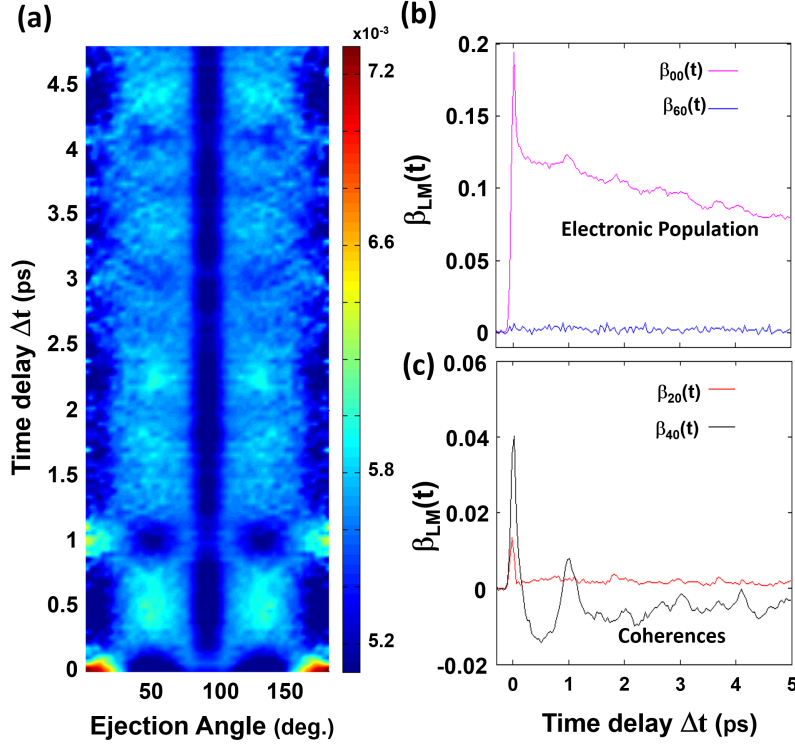 (a)
x10⁻³
7.2
6.6
5.8
5.2
4.5
4
3.5
3
2.5
2
1.5
1
0.5
0
Time delay Δt (ps)
50
100
150
Ejection Angle (deg.)
(b)
0.2
0.15
0.1
0.05
0
β_LM(t)
β₀₀(t)
β₆₀(t)
Electronic Population
(c)
0.06
0.04
0.02
0
-0.02
β_LM(t)
β₂₀(t)
β₄₀(t)
Coherences
0
1
2
3
4
5
Time delay Δt (ps)